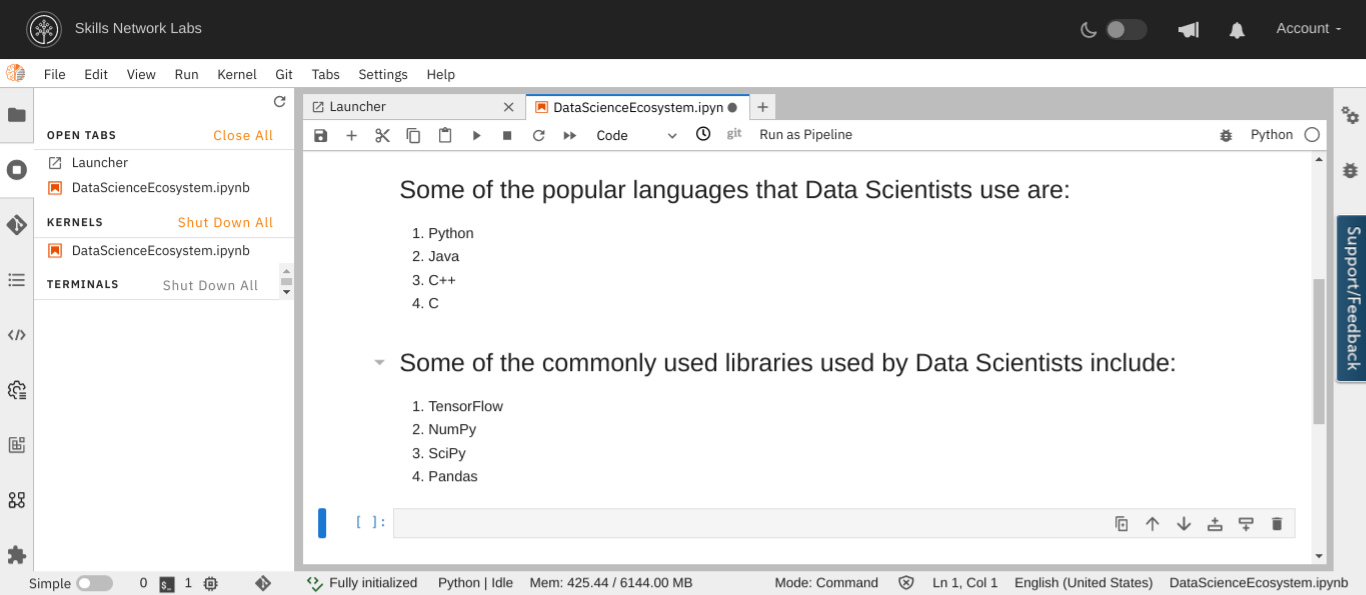 Skills Network Labs
Account
File Edit View Run Kernel Git Tabs Settings Help
OPEN TABS Close All
Launcher
DataScienceEcosystem.ipynb
KERNELS Shut Down All
DataScienceEcosystem.ipynb
TERMINALS Shut Down All
Launcher DataScienceEcosystem.ipyn
Code git Run as Pipeline Python
Some of the popular languages that Data Scientists use are:
1. Python
2. Java
3. C++
4. C
Some of the commonly used libraries used by Data Scientists include:
1. TensorFlow
2. NumPy
3. SciPy
4. Pandas
[ ]:
Support/Feedback
Simple 0 $_ 1 Fully initialized Python | Idle Mem: 425.44 / 6144.00 MB Mode: Command Ln 1, Col 1 English (United States) DataScienceEcosystem.ipynb